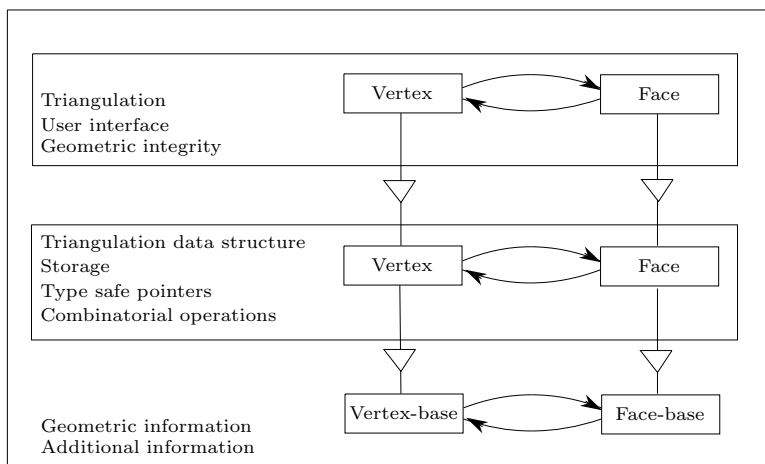 Triangulation
User interface
Geometric integrity
Vertex
Face
Triangulation data structure
Storage
Type safe pointers
Combinatorial operations
Vertex
Face
Geometric information
Additional information
Vertex-base
Face-base